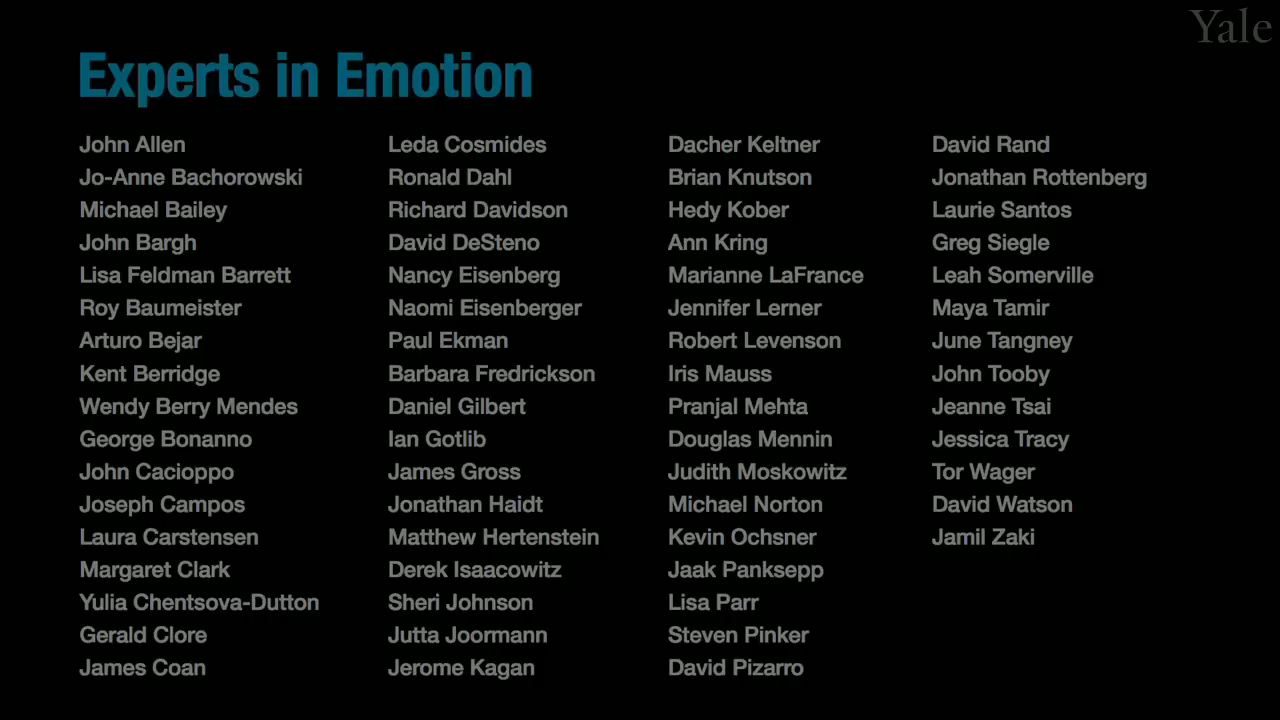 Yale
Experts in Emotion
John Allen
Jo-Anne Bachorowski
Michael Bailey
John Bargh
Lisa Feldman Barrett
Roy Baumeister
Arturo Bejar
Kent Berridge
Wendy Berry Mendes
George Bonanno
John Cacioppo
Joseph Campos
Laura Carstensen
Margaret Clark
Yulia Chentsova-Dutton
Gerald Clore
James Coan
Leda Cosmides
Ronald Dahl
Richard Davidson
David DeSteno
Nancy Eisenberg
Naomi Eisenberger
Paul Ekman
Barbara Fredrickson
Daniel Gilbert
Ian Gotlib
James Gross
Jonathan Haidt
Matthew Hertenstein
Derek Isaacowitz
Sheri Johnson
Jutta Joormann
Jerome Kagan
Dacher Keltner
Brian Knutson
Hedy Kober
Ann Kring
Marianne LaFrance
Jennifer Lerner
Robert Levenson
Iris Mauss
Pranjal Mehta
Douglas Mennin
Judith Moskowitz
Michael Norton
Kevin Ochsner
Jaak Panksepp
Lisa Parr
Steven Pinker
David Pizarro
David Rand
Jonathan Rottenberg
Laurie Santos
Greg Siegle
Leah Somerville
Maya Tamir
June Tangney
John Tooby
Jeanne Tsai
Jessica Tracy
Tor Wager
David Watson
Jamil Zaki